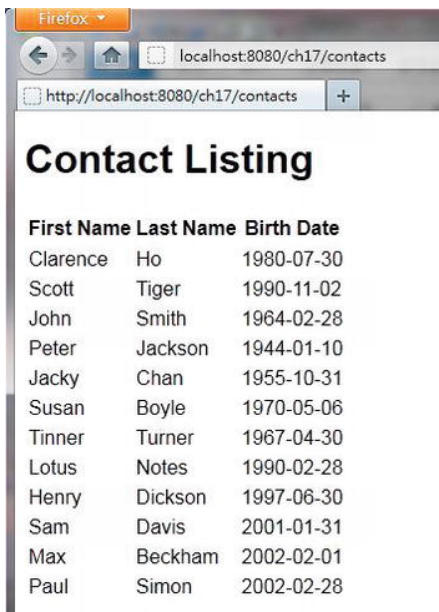 Firefox
localhost:8080/ch17/contacts
http://localhost:8080/ch17/contacts +
Contact Listing
First Name Last Name Birth Date
Clarence Ho 1980-07-30
Scott Tiger 1990-11-02
John Smith 1964-02-28
Peter Jackson 1944-01-10
Jacky Chan 1955-10-31
Susan Boyle 1970-05-06
Tinner Turner 1967-04-30
Lotus Notes 1990-02-28
Henry Dickson 1997-06-30
Sam Davis 2001-01-31
Max Beckham 2002-02-01
Paul Simon 2002-02-28